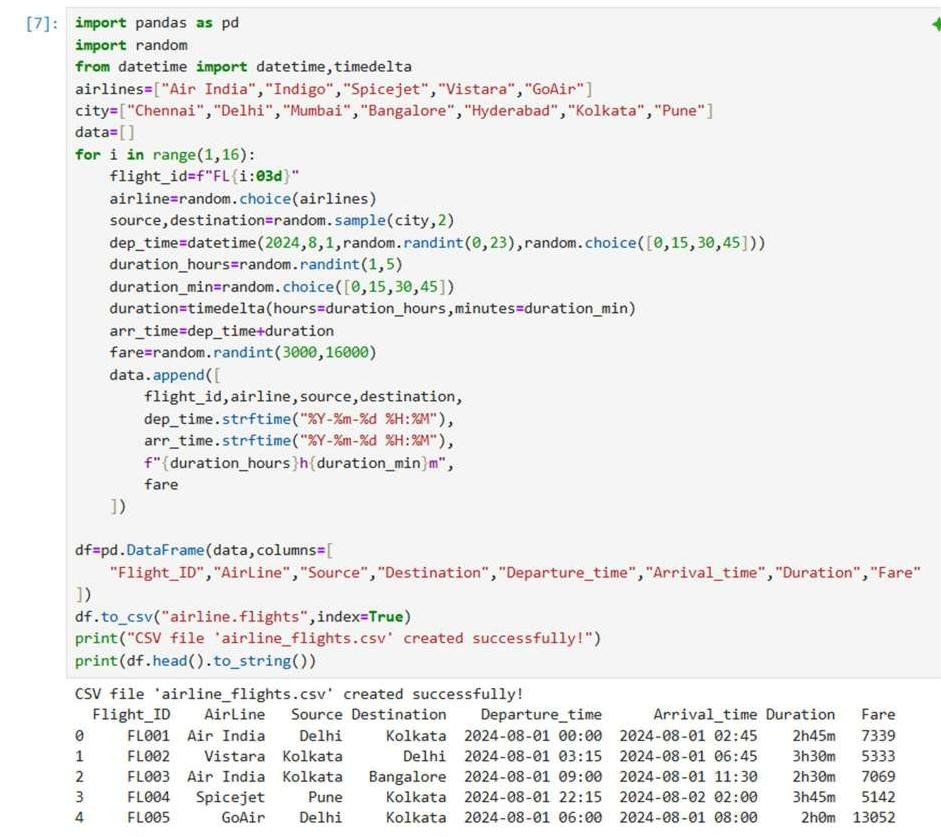 [7]: import pandas as pd
import random
from datetime import datetime,timedelta
airlines=["Air India","Indigo","Spicejet","Vistara","GoAir"]
city=["Chennai","Delhi","Mumbai","Bangalore","Hyderabad","Kolkata","Pune"]
data=[]
for i in range(1,16):
    flight_id=f"FL{i:03d}"
    airline=random.choice(airlines)
    source,destination=random.sample(city,2)
    dep_time=datetime(2024,8,1,random.randint(0,23),random.choice([0,15,30,45]))
    duration_hours=random.randint(1,5)
    duration_min=random.choice([0,15,30,45])
    duration=timedelta(hours=duration_hours,minutes=duration_min)
    arr_time=dep_time+duration
    fare=random.randint(3000,16000)
    data.append([
        flight_id,airline,source,destination,
        dep_time.strftime("%Y-%m-%d %H:%M"),
        arr_time.strftime("%Y-%m-%d %H:%M"),
        f"{duration_hours}h{duration_min}m",
        fare
    ])
df=pd.DataFrame(data,columns=[
    "Flight_ID","AirLine","Source","Destination","Departure_time","Arrival_time","Duration","Fare"
])
df.to_csv("airline.flights",index=True)
print("CSV file 'airline_flights.csv' created successfully!")
print(df.head().to_string())
CSV file 'airline_flights.csv' created successfully!
  Flight_ID    AirLine   Source Destination    Departure_time      Arrival_time Duration   Fare
0     FL001  Air India    Delhi     Kolkata  2024-08-01 00:00  2024-08-01 02:45    2h45m   7339
1     FL002    Vistara  Kolkata       Delhi  2024-08-01 03:15  2024-08-01 06:45    3h30m   5333
2     FL003  Air India  Kolkata   Bangalore  2024-08-01 09:00  2024-08-01 11:30    2h30m   7069
3     FL004   Spicejet     Pune     Kolkata  2024-08-01 22:15  2024-08-02 02:00    3h45m   5142
4     FL005      GoAir    Delhi     Kolkata  2024-08-01 06:00  2024-08-01 08:00     2h0m  13052